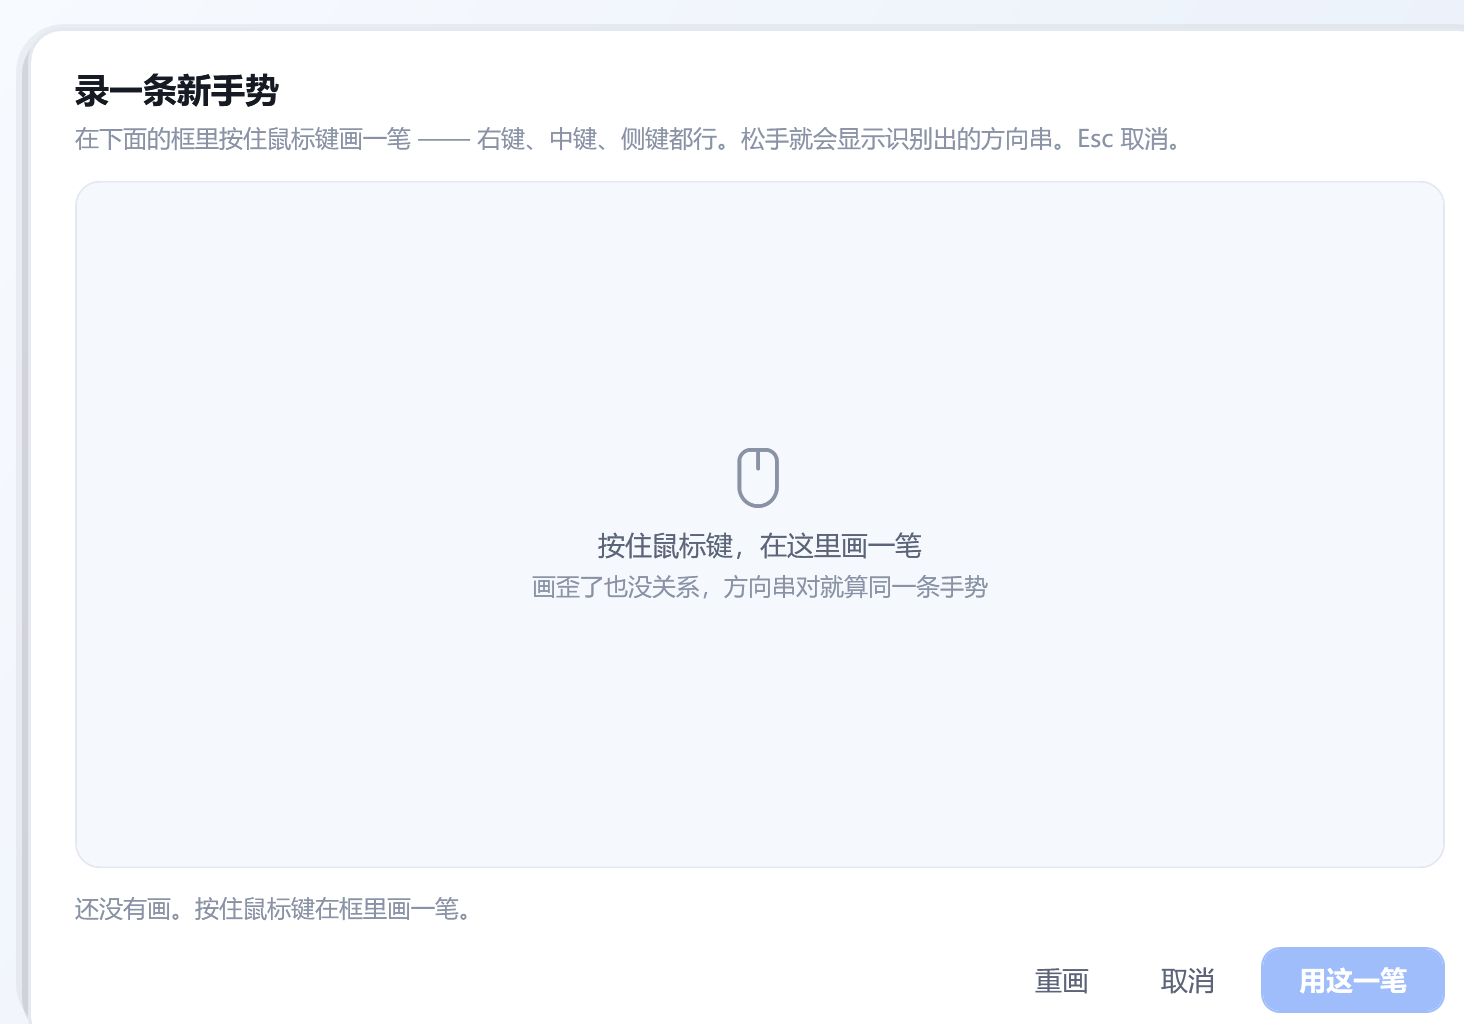 录一条新手势
在下面的框里按住鼠标键画一笔 —— 右键、中键、侧键都行。松手就会显示识别出的方向串。Esc 取消。
按住鼠标键，在这里画一笔
画歪了也没关系，方向串对就算同一条手势
还没有画。按住鼠标键在框里画一笔。
重画 取消 用这一笔